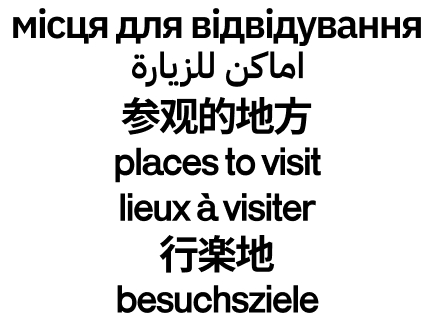 місця для відвідування
اماكن للزيارة
参观的地方
places to visit
lieux à visiter
行楽地
besuchsziele